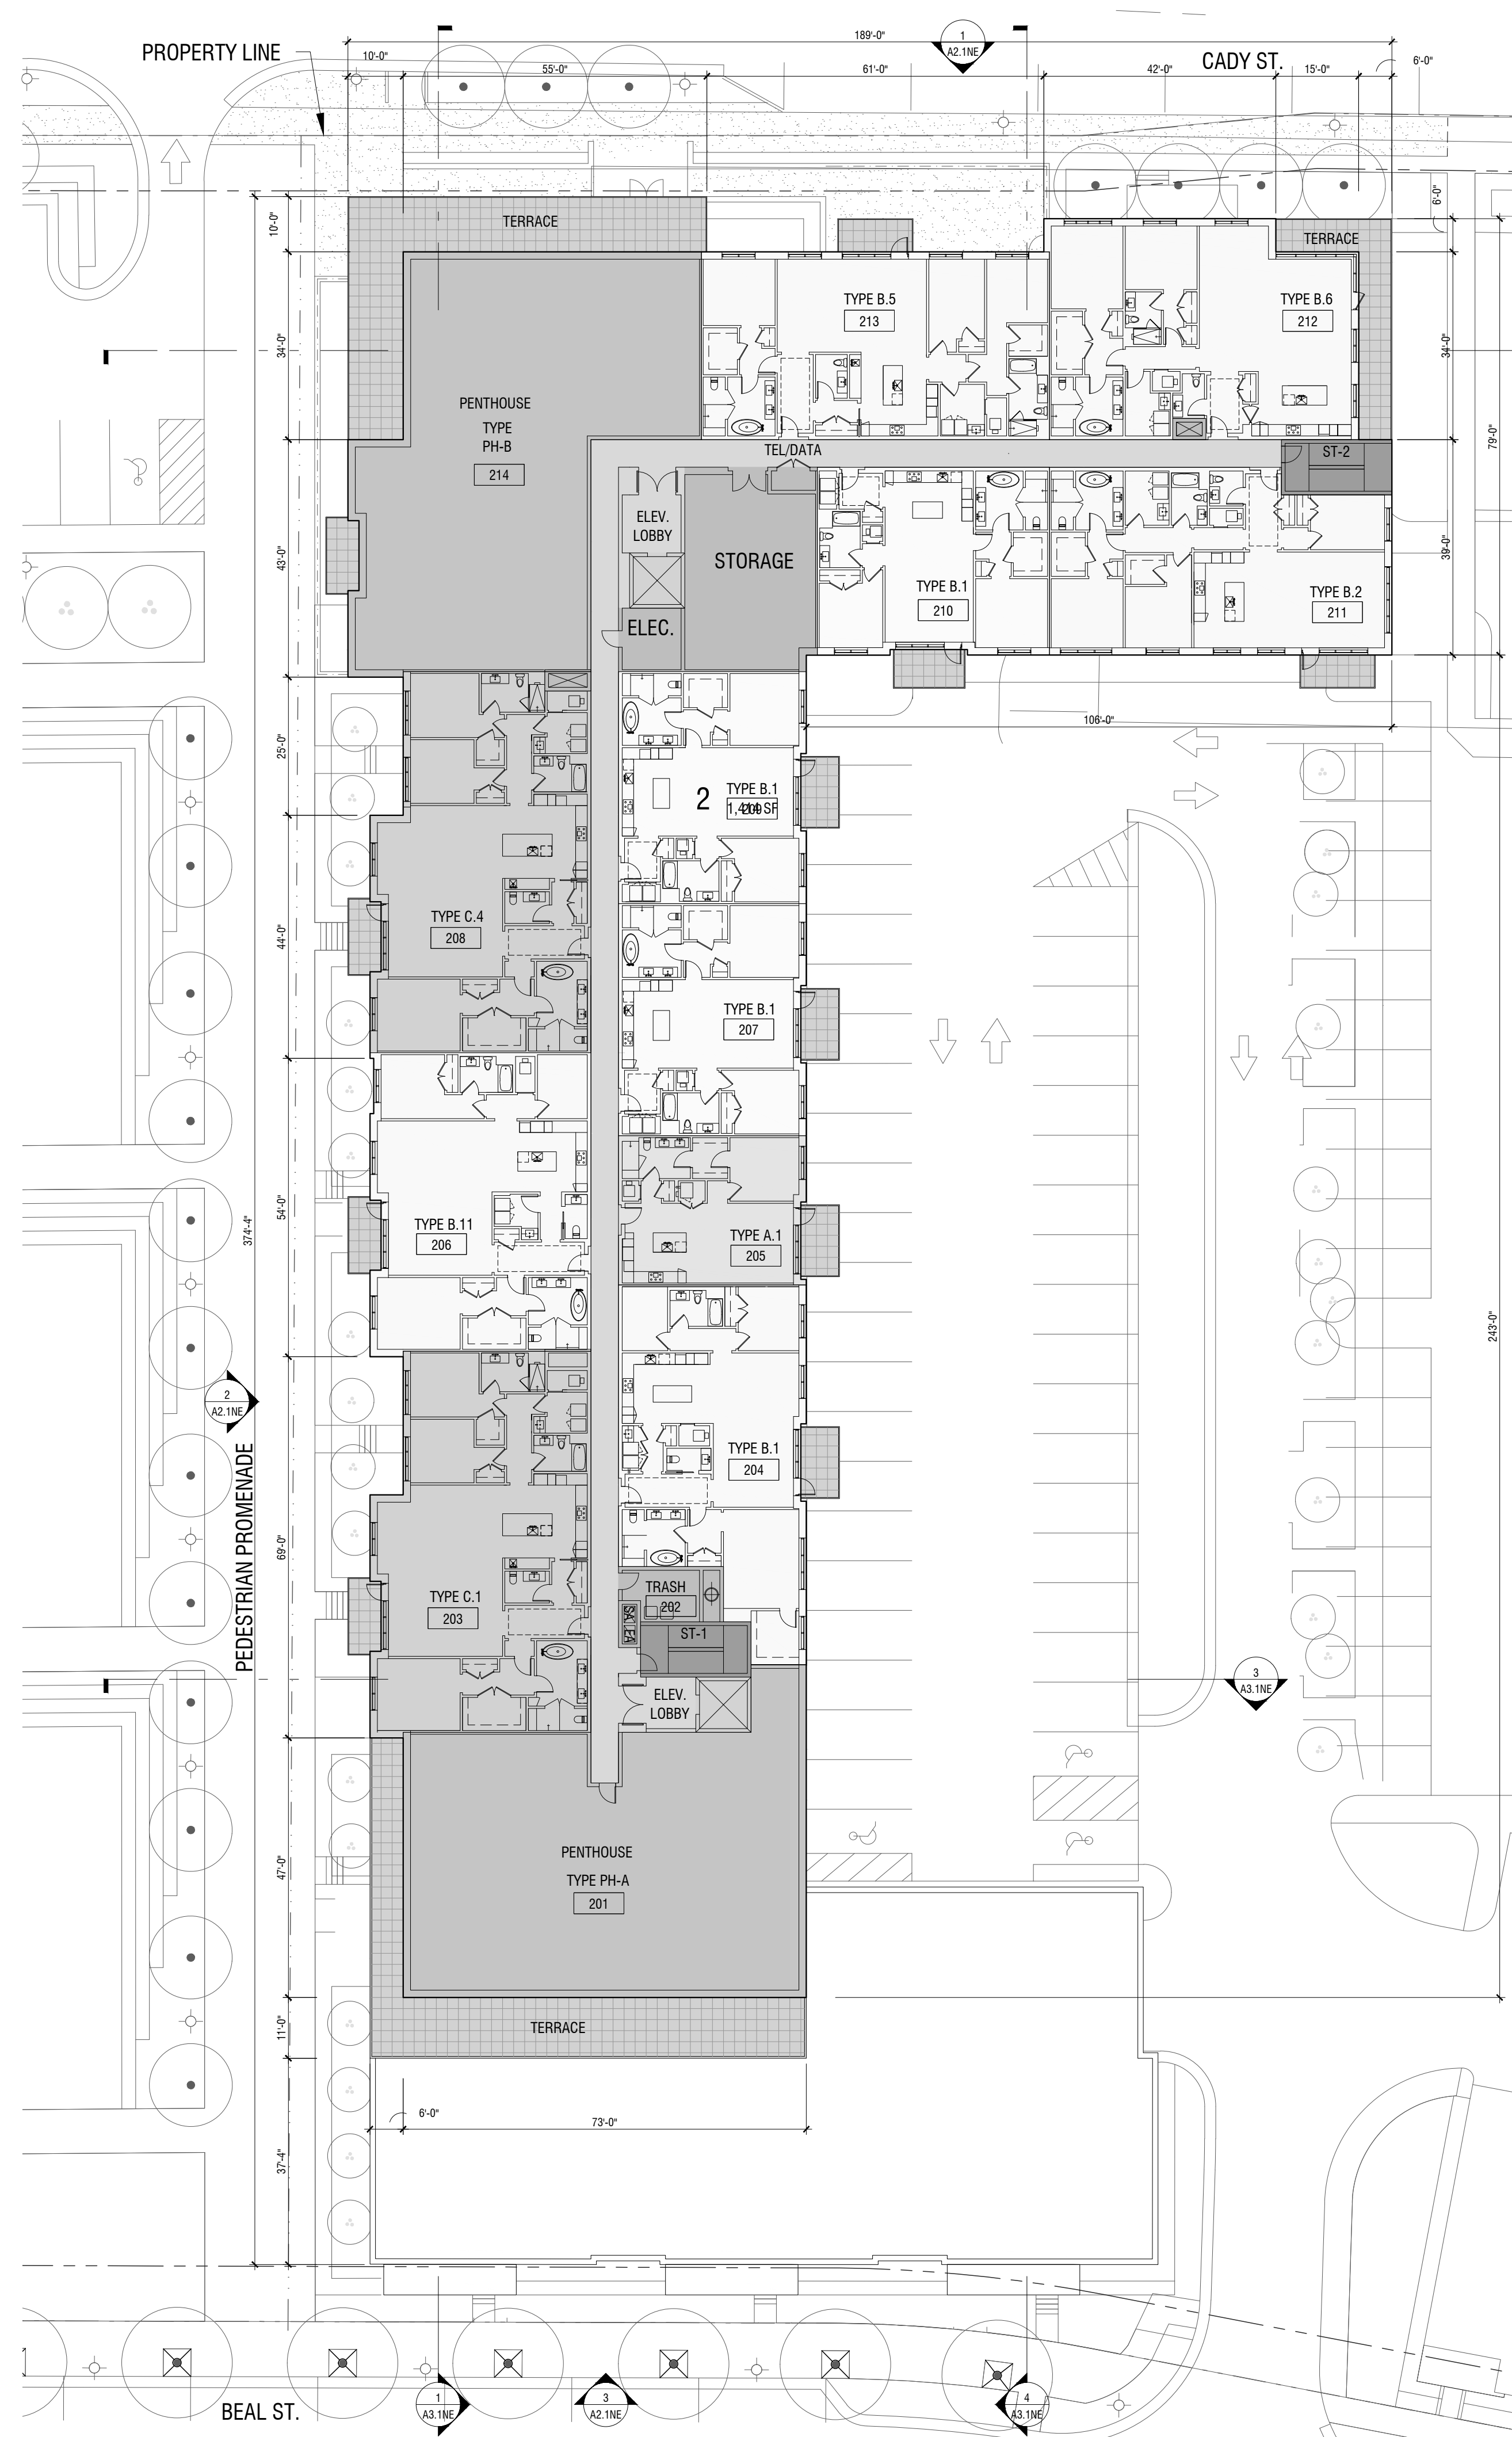 189'-0"
1
A2.1NE
PROPERTY LINE
10'-0"
55'-0"
61'-0"
CADY ST.
42'-0"
15'-0"
6'-0"
10'-0"
6'-0"
TERRACE
TERRACE
TYPE B.5
213
TYPE B.6
212
34'-0"
34'-0"
PENTHOUSE
TYPE
PH-B
214
TEL/DATA
ST-2
79'-0"
ELEV.
LOBBY
STORAGE
43'-0"
39'-0"
TYPE B.1
210
TYPE B.2
211
ELEC.
106'-0"
25'-0"
2
TYPE B.1
209
1,414 SF
TYPE C.4
208
44'-0"
TYPE B.1
207
TYPE B.11
206
54'-0"
374'-4"
TYPE A.1
205
243'-0"
2
A2.1NE
TYPE B.1
204
PEDESTRIAN PROMENADE
69'-0"
TYPE C.1
203
TRASH
202
ST-1
ELEV.
LOBBY
3
A3.1NE
PENTHOUSE
TYPE PH-A
201
47'-0"
TERRACE
11'-0"
6'-0"
73'-0"
37'-4"
BEAL ST.
1
A3.1NE
3
A2.1NE
4
A3.1NE